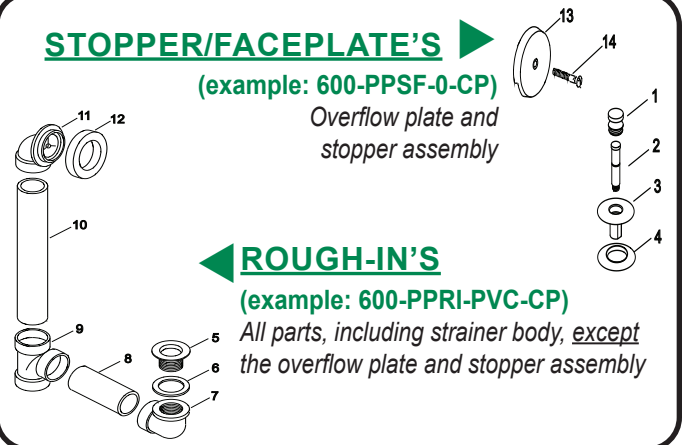 STOPPER/FACEPLATE'S
(example: 600-PPSF-0-CP)
Overflow plate and
stopper assembly
13
14
1
2
3
4
11
12
10
9
8
5
6
7
ROUGH-IN'S
(example: 600-PPRI-PVC-CP)
All parts, including strainer body, except
the overflow plate and stopper assembly